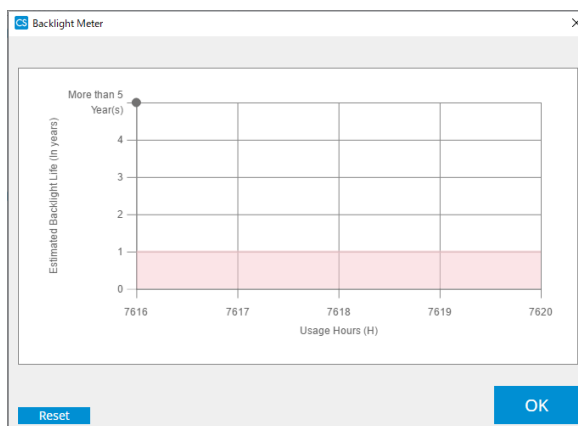 CS Backlight Meter
More than 5
Year(s)
4
3
2
1
0
Estimated Backlight Life (In years)
7616 7617 7618 7619 7620
Usage Hours (H)
Reset
OK